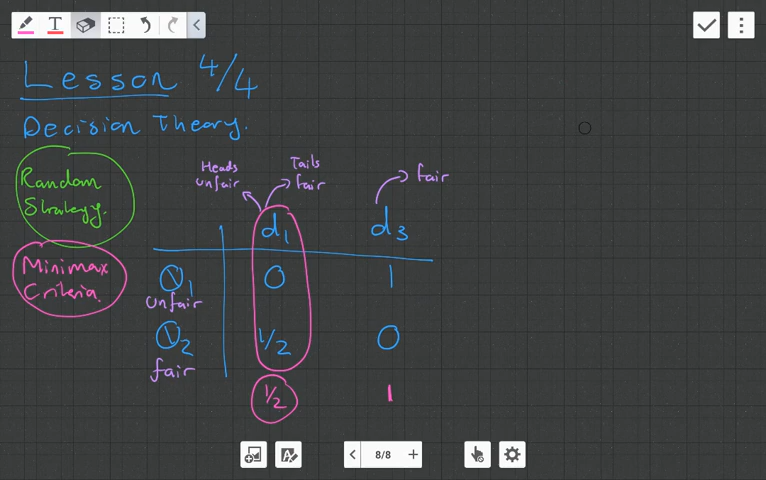 Lesson 4/4
Decision Theory.
Random
Strategy.
Minimax
Criteria.
Heads
unfair
Tails
fair
fair
d1 d3
θ1 0 1
unfair
θ2 1/2 0
fair
1/2 1
T
A
8/8